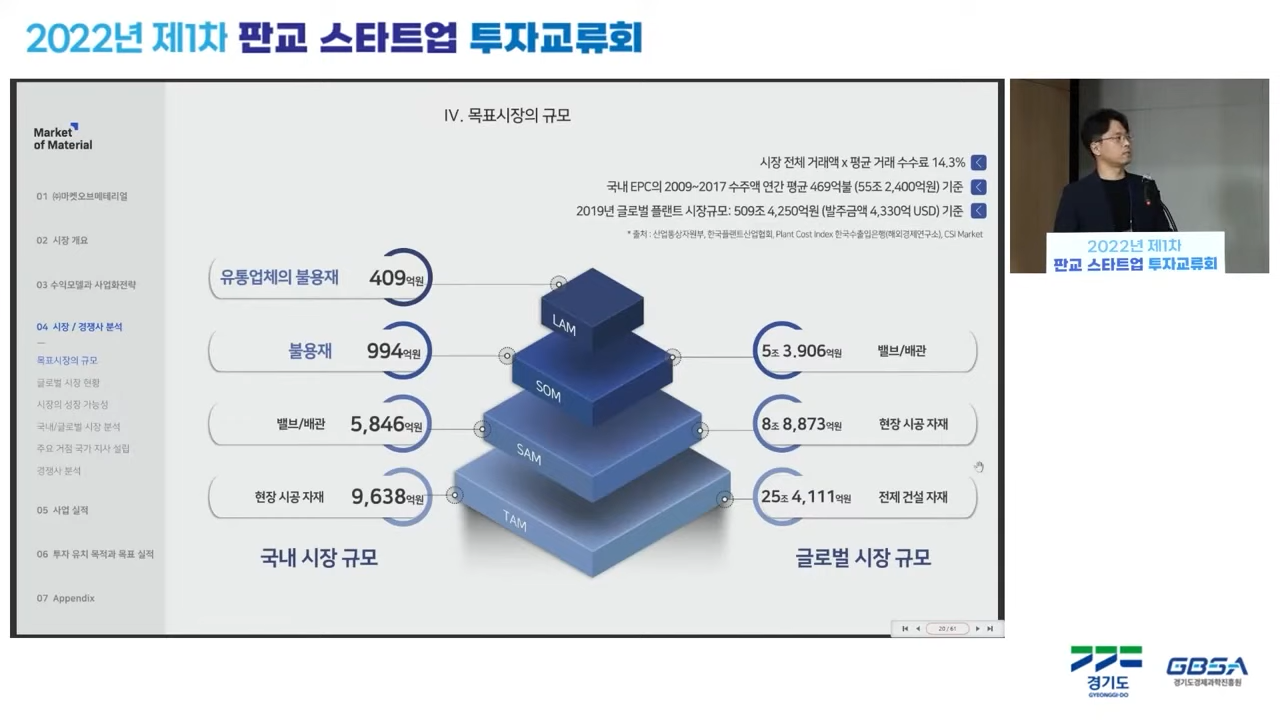 2022년 제1차 판교 스타트업 투자교류회
Market
of Material
01 ㈜마켓오브메테리얼
02 시장 개요
03 수익모델과 사업화전략
04 시장 / 경쟁사 분석
목표시장의 규모
글로벌 시장 현황
시장의 성장 가능성
국내/글로벌 시장 분석
주요 거점 국가 지사 설립
경쟁사 분석
05 사업 실적
06 투자 유치 목적과 목표 실적
07 Appendix
Ⅳ. 목표시장의 규모
시장 전체 거래액 x 평균 거래 수수료 14.3%
국내 EPC의 2009~2017 수주액 연간 평균 469억불 (55조 2,400억원) 기준
2019년 글로벌 플랜트 시장규모: 509조 4,250억원 (발주금액 4,330억 USD) 기준
* 출처 : 산업통상자원부, 한국플랜트산업협회, Plant Cost Index 한국수출입은행(해외경제연구소), CSI Market
유통업체의 불용재 409억원
LAM
불용재 994억원
SOM
5조 3,906억원 밸브/배관
밸브/배관 5,846억원
SAM
8조 8,873억원 현장 시공 자재
현장 시공 자재 9,638억원
TAM
25조 4,111억원 전체 건설 자재
국내 시장 규모
글로벌 시장 규모
20 / 61
2022년 제1차
판교 스타트업 투자교류회
경기도
GYEONGGI-DO
GBSA
경기도경제과학진흥원